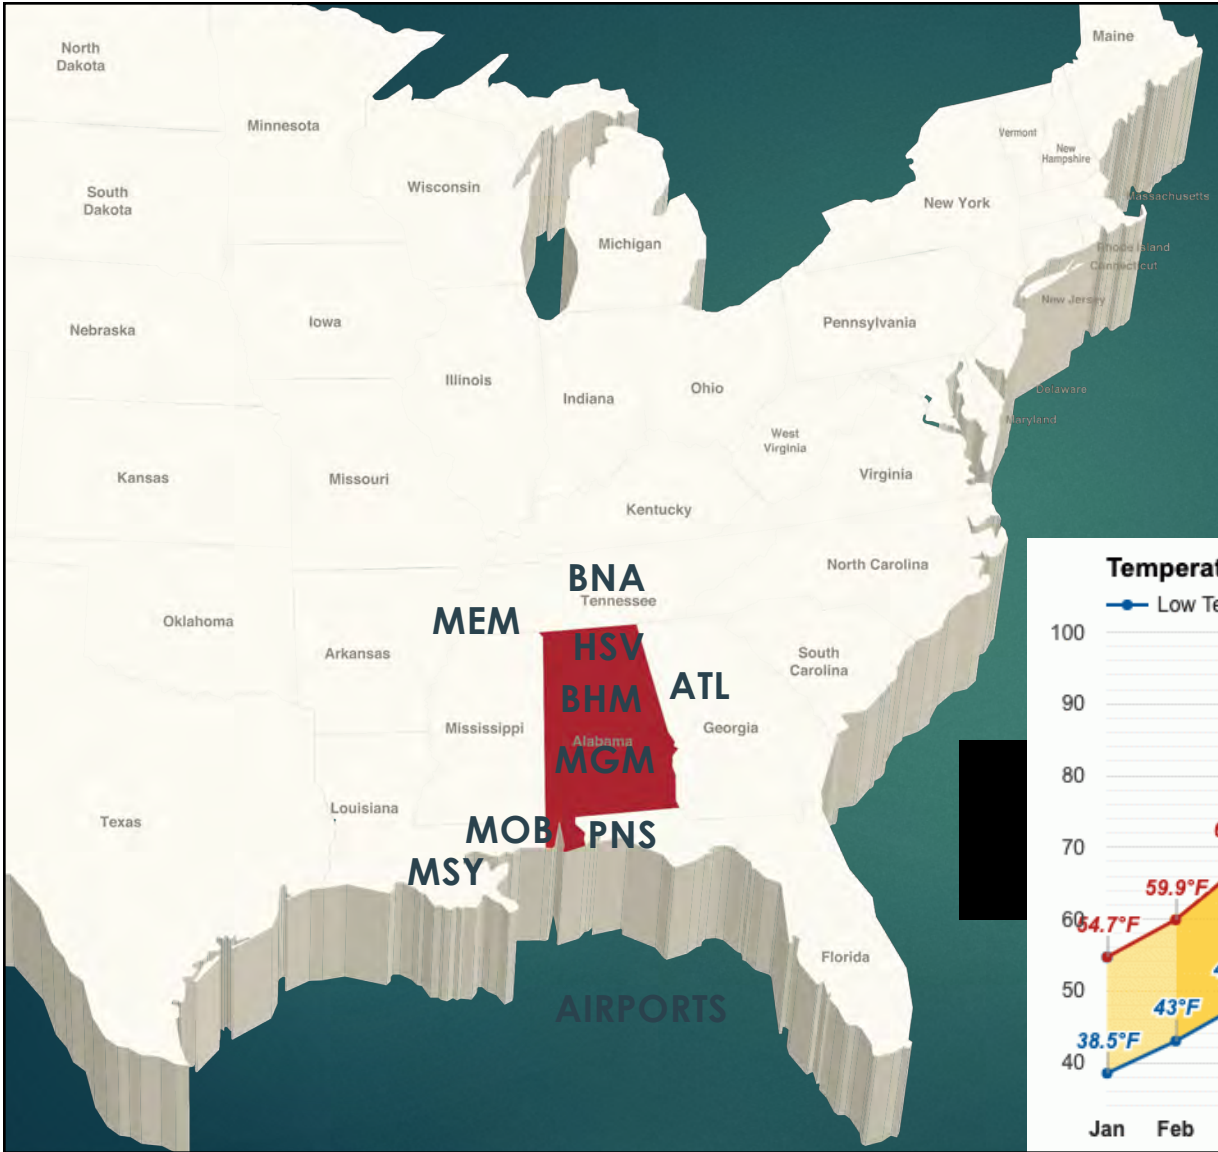 Maine
North
Dakota
Minnesota
Vermont
New
Hampshire
Wisconsin
South
Dakota
Massachusetts
New York
Michigan
Rhode Island
Connecticut
New Jersey
Nebraska
Iowa
Pennsylvania
Illinois
Indiana
Ohio
Delaware
Maryland
West
Virginia
Kansas
Missouri
Virginia
Kentucky
North Carolina
BNA
Tennessee
MEM
Oklahoma
Arkansas
HSV
South
Carolina
ATL
BHM
Mississippi
Georgia
Alabama
MGM
Louisiana
Texas
MOB
PNS
MSY
Florida
AIRPORTS
Temperat
Low Te
100
90
80
70
60
50
40
59.9°F
54.7°F
43°F
38.5°F
Jan Feb